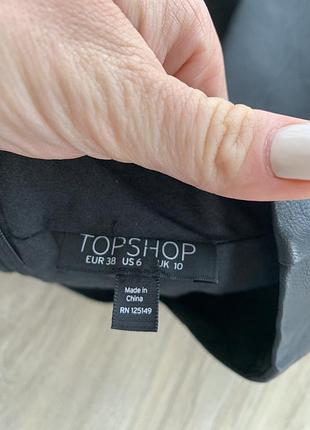 TOPSHOP
EUR 38 US 6 UK 10
Made in
China
RN 125149